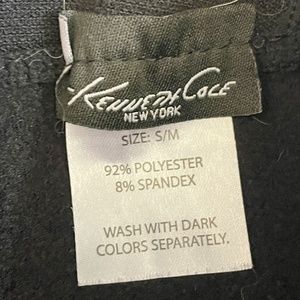 KENNETH COLE
NEW YORK
SIZE: S/M
92% POLYESTER
8% SPANDEX
WASH WITH DARK
COLORS SEPARATELY.